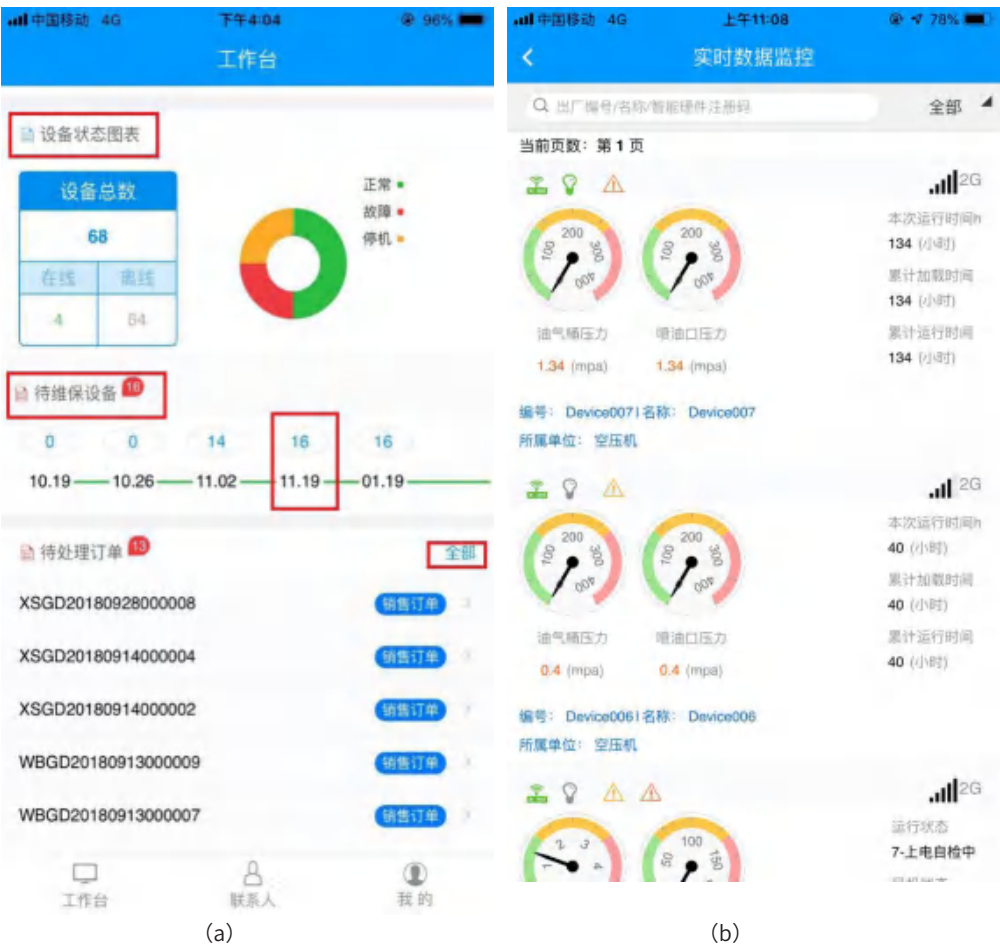 中国移动 4G 下午4:04 96%
工作台
设备状态图表
设备总数
68
在线 离线
4 64
正常
故障
停机
待维保设备 16
0 0 14 16 16
10.19 10.26 11.02 11.19 01.19
待处理订单 13 全部
XSGD20180928000008 销售订单
XSGD20180914000004 销售订单
XSGD20180914000002 销售订单
WBGD20180913000009 销售订单
WBGD20180913000007 销售订单
工作台 联系人 我的
(a)
中国移动 4G 上午11:08 78%
实时数据监控
出厂编号/名称/智能硬件注册码 全部
当前页数：第 1 页
2G
100 200 300 400
100 200 300 400
油气桶压力 喷油口压力
1.34 (mpa) 1.34 (mpa)
本次运行时间h
134 (小时)
累计加载时间
134 (小时)
累计运行时间
134 (小时)
编号： Device007|名称： Device007
所属单位： 空压机
2G
100 200 300 400
100 200 300 400
油气桶压力 喷油口压力
0.4 (mpa) 0.4 (mpa)
本次运行时间h
40 (小时)
累计加载时间
40 (小时)
累计运行时间
40 (小时)
编号： Device006|名称： Device006
所属单位： 空压机
2G
1 2 3 4
50 100 150
运行状态
7-上电自检中
(b)